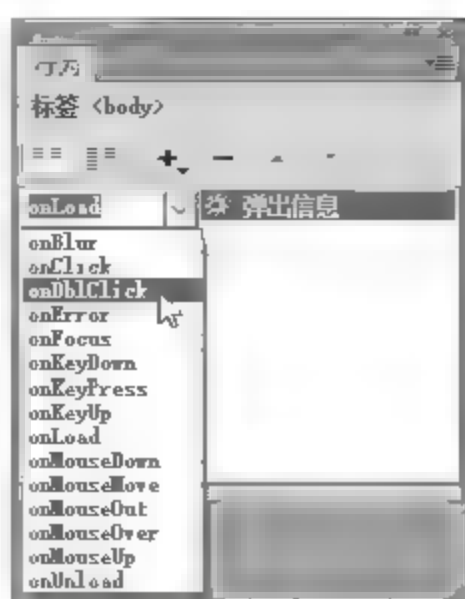 行为
标签 <body>
onLoad 弹出信息
onBlur
onClick
onDblClick
onError
onFocus
onKeyDown
onKeyPress
onKeyUp
onLoad
onMouseDown
onMouseMove
onMouseOut
onMouseOver
onMouseUp
onUnload